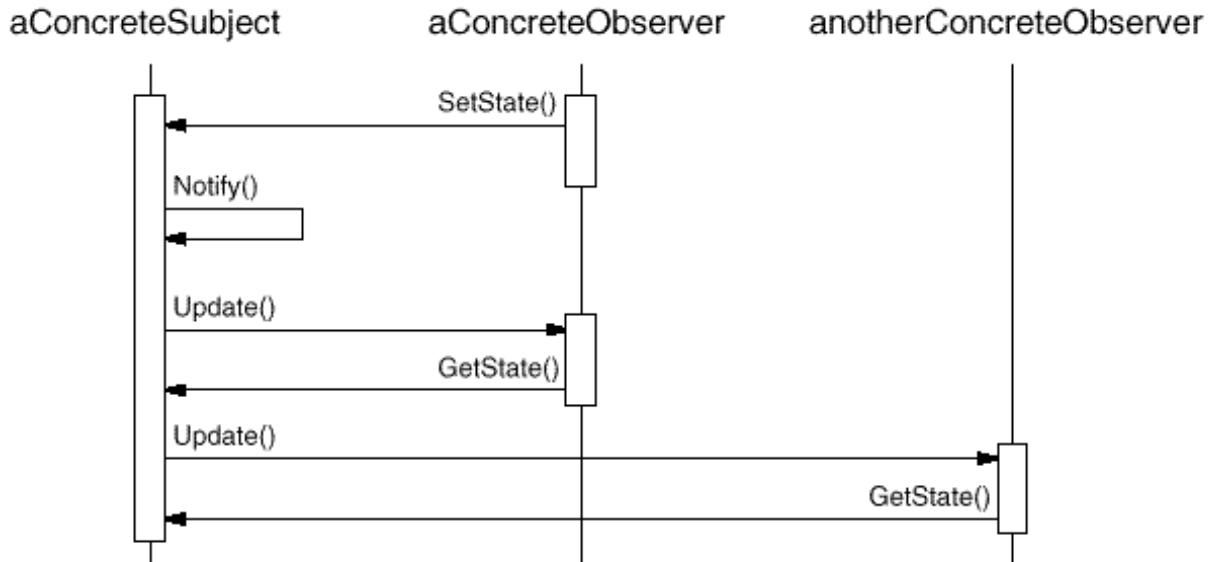 aConcreteSubject aConcreteObserver anotherConcreteObserver
SetState()
Notify()
Update()
GetState()
Update()
GetState()